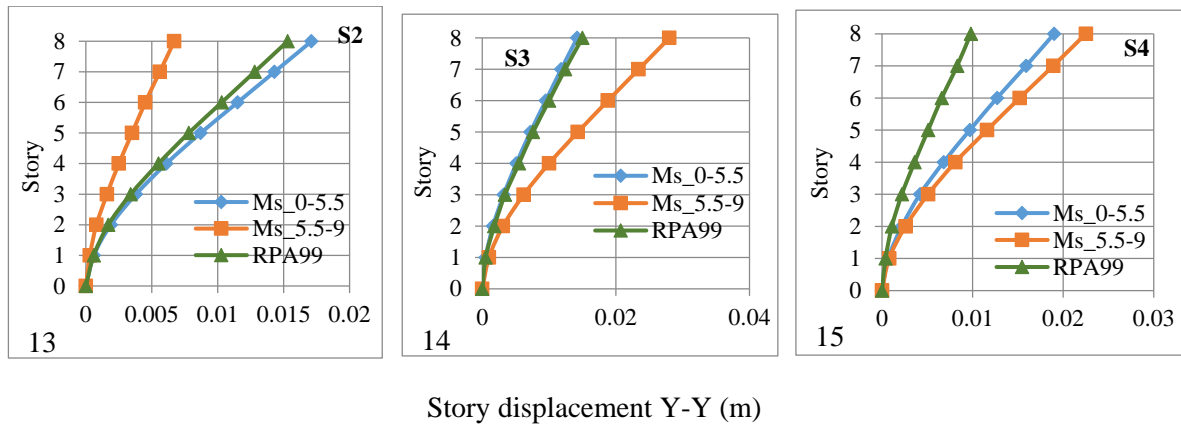 S2
8
7
6
5
4
3
2
1
0
Story
Ms_0-5.5
Ms_5.5-9
RPA99
0 0.005 0.01 0.015 0.02
13
S3
8
7
6
5
4
3
2
1
0
Story
Ms_0-5.5
Ms_5.5-9
RPA99
0 0.02 0.04
14
S4
8
7
6
5
4
3
2
1
0
Story
Ms_0-5.5
Ms_5.5-9
RPA99
0 0.01 0.02 0.03
15
Story displacement Y-Y (m)